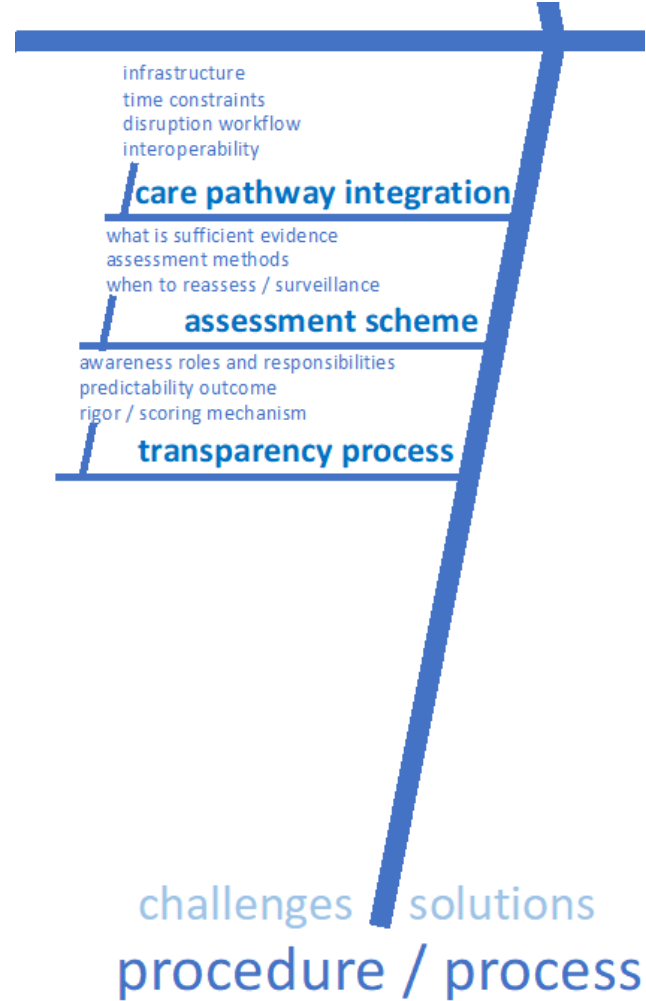 infrastructure
time constraints
disruption workflow
interoperability
care pathway integration
what is sufficient evidence
assessment methods
when to reassess / surveillance
assessment scheme
awareness roles and responsibilities
predictability outcome
rigor / scoring mechanism
transparency process
challenges solutions
procedure / process